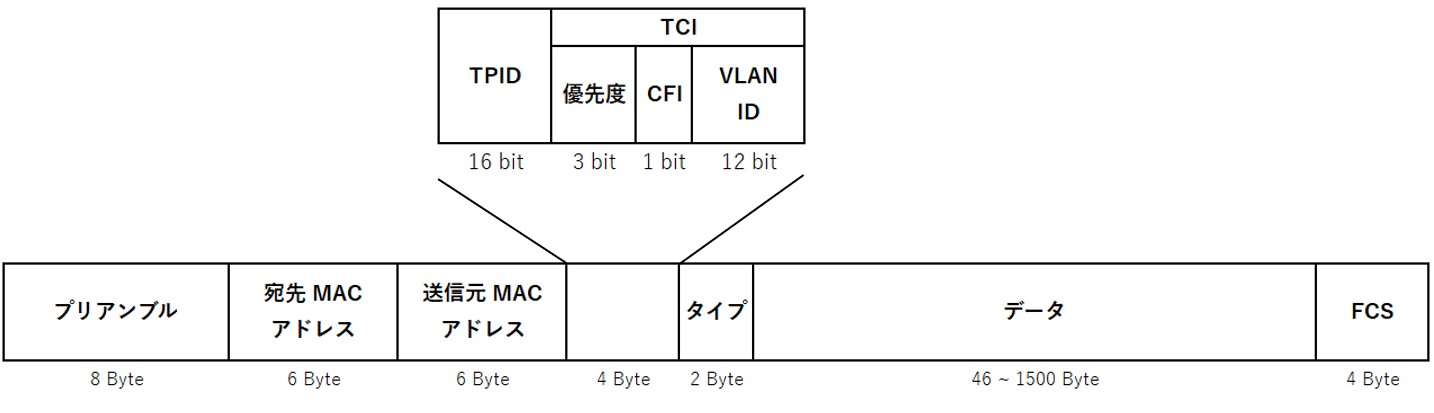 TCI
TPID
優先度
CFI
VLAN
ID
16 bit
3 bit
1 bit
12 bit
プリアンブル
宛先 MAC
アドレス
送信元 MAC
アドレス
タイプ
データ
FCS
8 Byte
6 Byte
6 Byte
4 Byte
2 Byte
46 ~ 1500 Byte
4 Byte